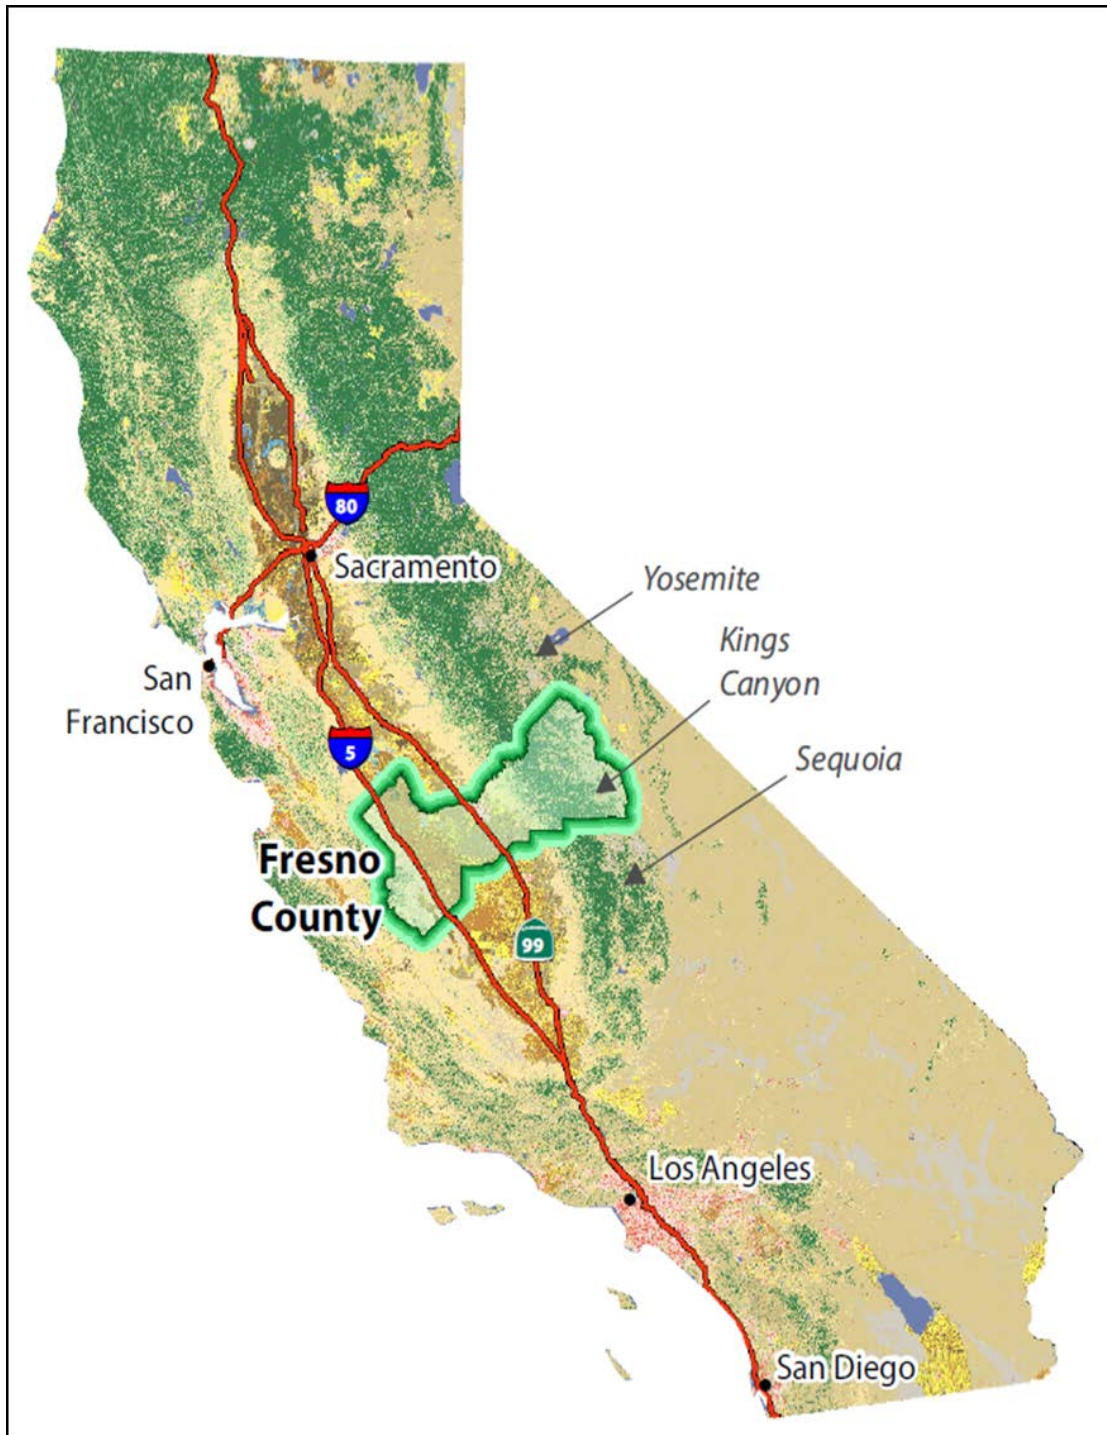 80
Sacramento
Yosemite
Kings
Canyon
San
Francisco
5
Sequoia
Fresno
County
99
Los Angeles
San Diego